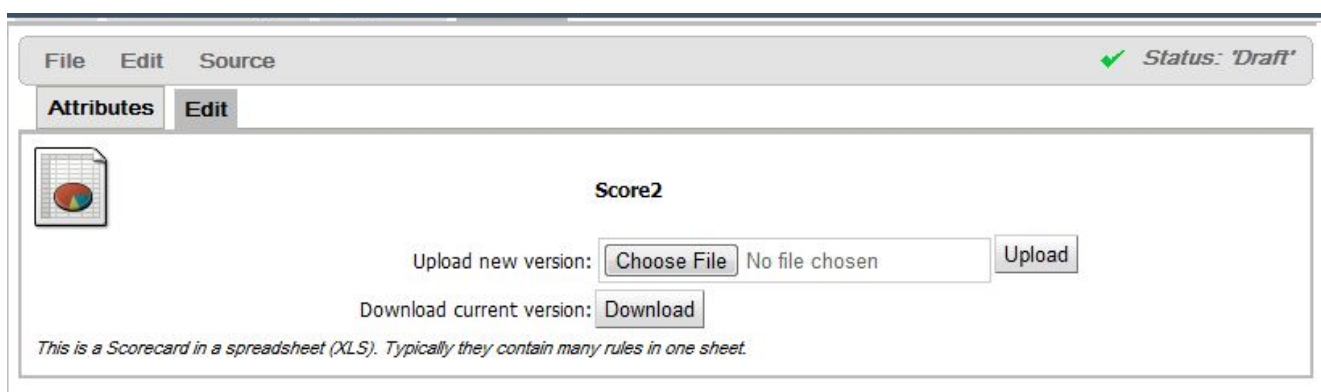 File Edit Source Status: 'Draft'
Attributes Edit
Score2
Upload new version: Choose File No file chosen Upload
Download current version: Download
This is a Scorecard in a spreadsheet (XLS). Typically they contain many rules in one sheet.